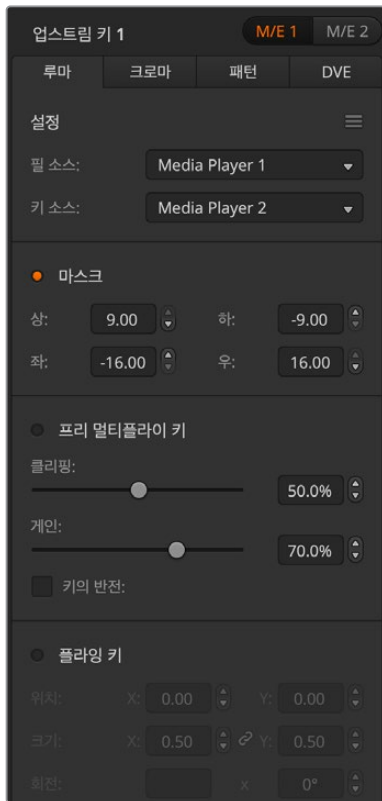 업스트림 키 1 M/E 1 M/E 2
루마 크로마 패턴 DVE
설정
필 소스: Media Player 1
키 소스: Media Player 2
마스크
상: 9.00 하: -9.00
좌: -16.00 우: 16.00
프리 멀티플라이 키
클리핑:
50.0%
게인:
70.0%
키의 반전:
플라잉 키
위치: X: 0.00 Y: 0.00
크기: X: 0.50 Y: 0.50
회전: x 0°